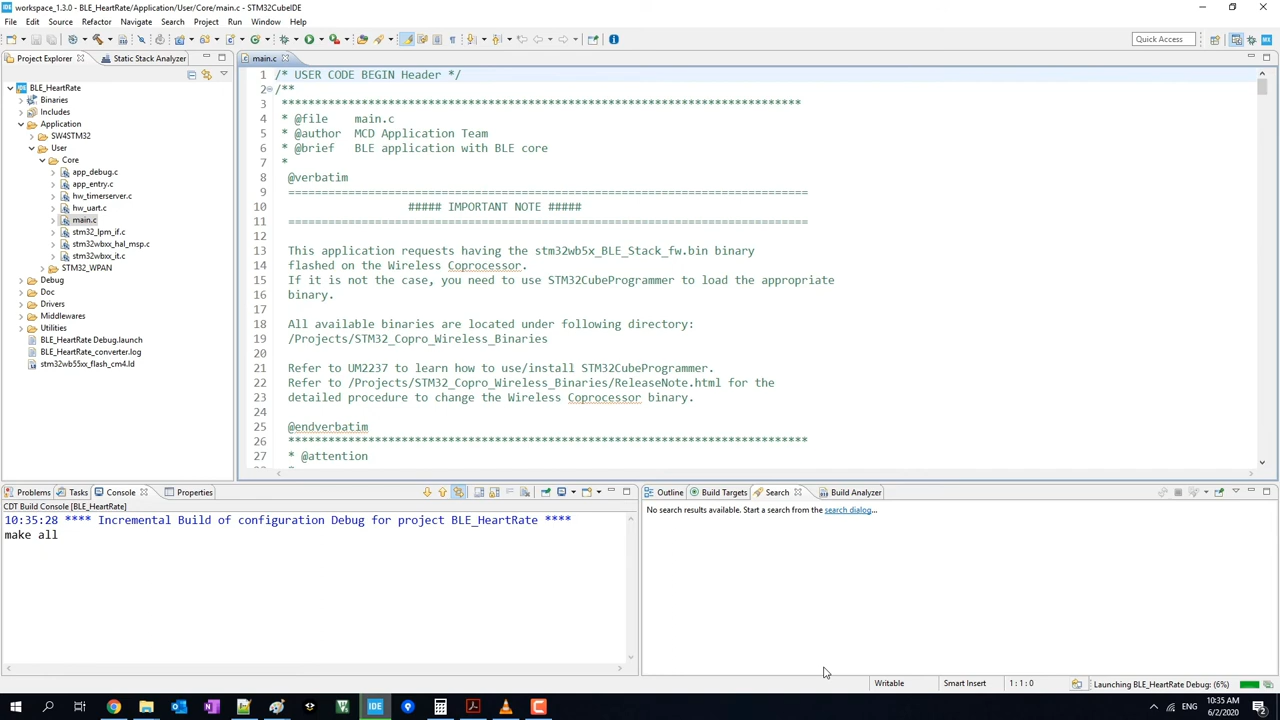 workspace_1.3.0 - BLE_HeartRate/Application/User/Core/main.c - STM32CubeIDE
File Edit Source Refactor Navigate Search Project Run Window Help
Quick Access
Project Explorer Static Stack Analyzer
BLE_HeartRate
Binaries
Includes
Application
SW4STM32
User
Core
app_debug.c
app_entry.c
hw_timerserver.c
hw_uart.c
main.c
stm32_lpm_if.c
stm32wbxx_hal_msp.c
stm32wbxx_it.c
STM32_WPAN
Debug
Doc
Drivers
Middlewares
Utilities
BLE_HeartRate Debug.launch
BLE_HeartRate_converter.log
stm32wb55xx_flash_cm4.ld
main.c
1 /* USER CODE BEGIN Header */
2 /**
3 ******************************************************************************
4 * @file    main.c
5 * @author  MCD Application Team
6 * @brief   BLE application with BLE core
7 *
8 @verbatim
9 ==============================================================================
10 ##### IMPORTANT NOTE #####
11 ==============================================================================
12
13 This application requests having the stm32wb5x_BLE_Stack_fw.bin binary
14 flashed on the Wireless Coprocessor.
15 If it is not the case, you need to use STM32CubeProgrammer to load the appropriate
16 binary.
17
18 All available binaries are located under following directory:
19 /Projects/STM32_Copro_Wireless_Binaries
20
21 Refer to UM2237 to learn how to use/install STM32CubeProgrammer.
22 Refer to /Projects/STM32_Copro_Wireless_Binaries/ReleaseNote.html for the
23 detailed procedure to change the Wireless Coprocessor binary.
24
25 @endverbatim
26 ******************************************************************************
27 * @attention
Problems Tasks Console Properties
CDT Build Console [BLE_HeartRate]
10:35:28 **** Incremental Build of configuration Debug for project BLE_HeartRate ****
make all
Outline Build Targets Search Build Analyzer
No search results available. Start a search from the search dialog...
Writable Smart Insert 1:1:0 Launching BLE_HeartRate Debug: (6%)
IDE
ENG
10:35 AM
6/2/2020
2